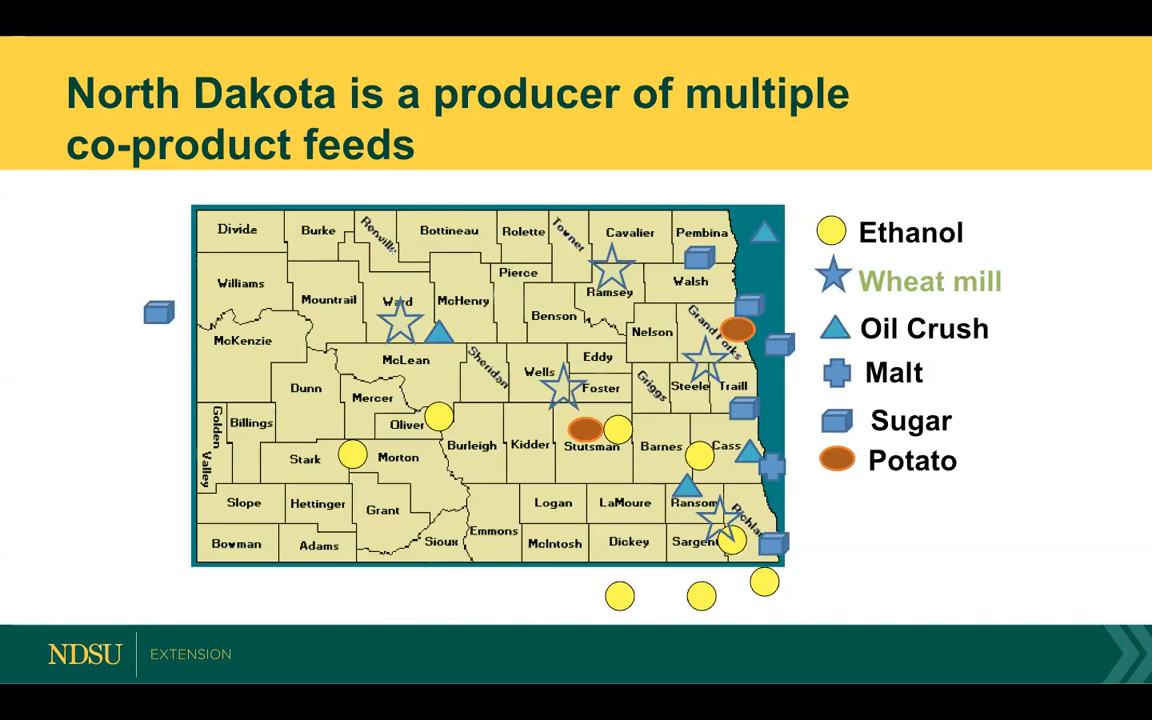 North Dakota is a producer of multiple
co-product feeds
Divide
Burke
Renville
Bottineau
Rolette
Towner
Cavalier
Pembina
Williams
Mountrail
Ward
McHenry
Pierce
Benson
Ramsey
Walsh
McKenzie
McLean
Sheridan
Wells
Eddy
Foster
Nelson
Grand Forks
Griggs
Steele
Traill
Dunn
Mercer
Oliver
Golden
Valley
Billings
Stark
Morton
Burleigh
Kidder
Stutsman
Barnes
Cass
Slope
Hettinger
Grant
Logan
LaMoure
Ransom
Bowman
Adams
Sioux
Emmons
McIntosh
Dickey
Sargent
Ethanol
Wheat mill
Oil Crush
Malt
Sugar
Potato
NDSU
EXTENSION